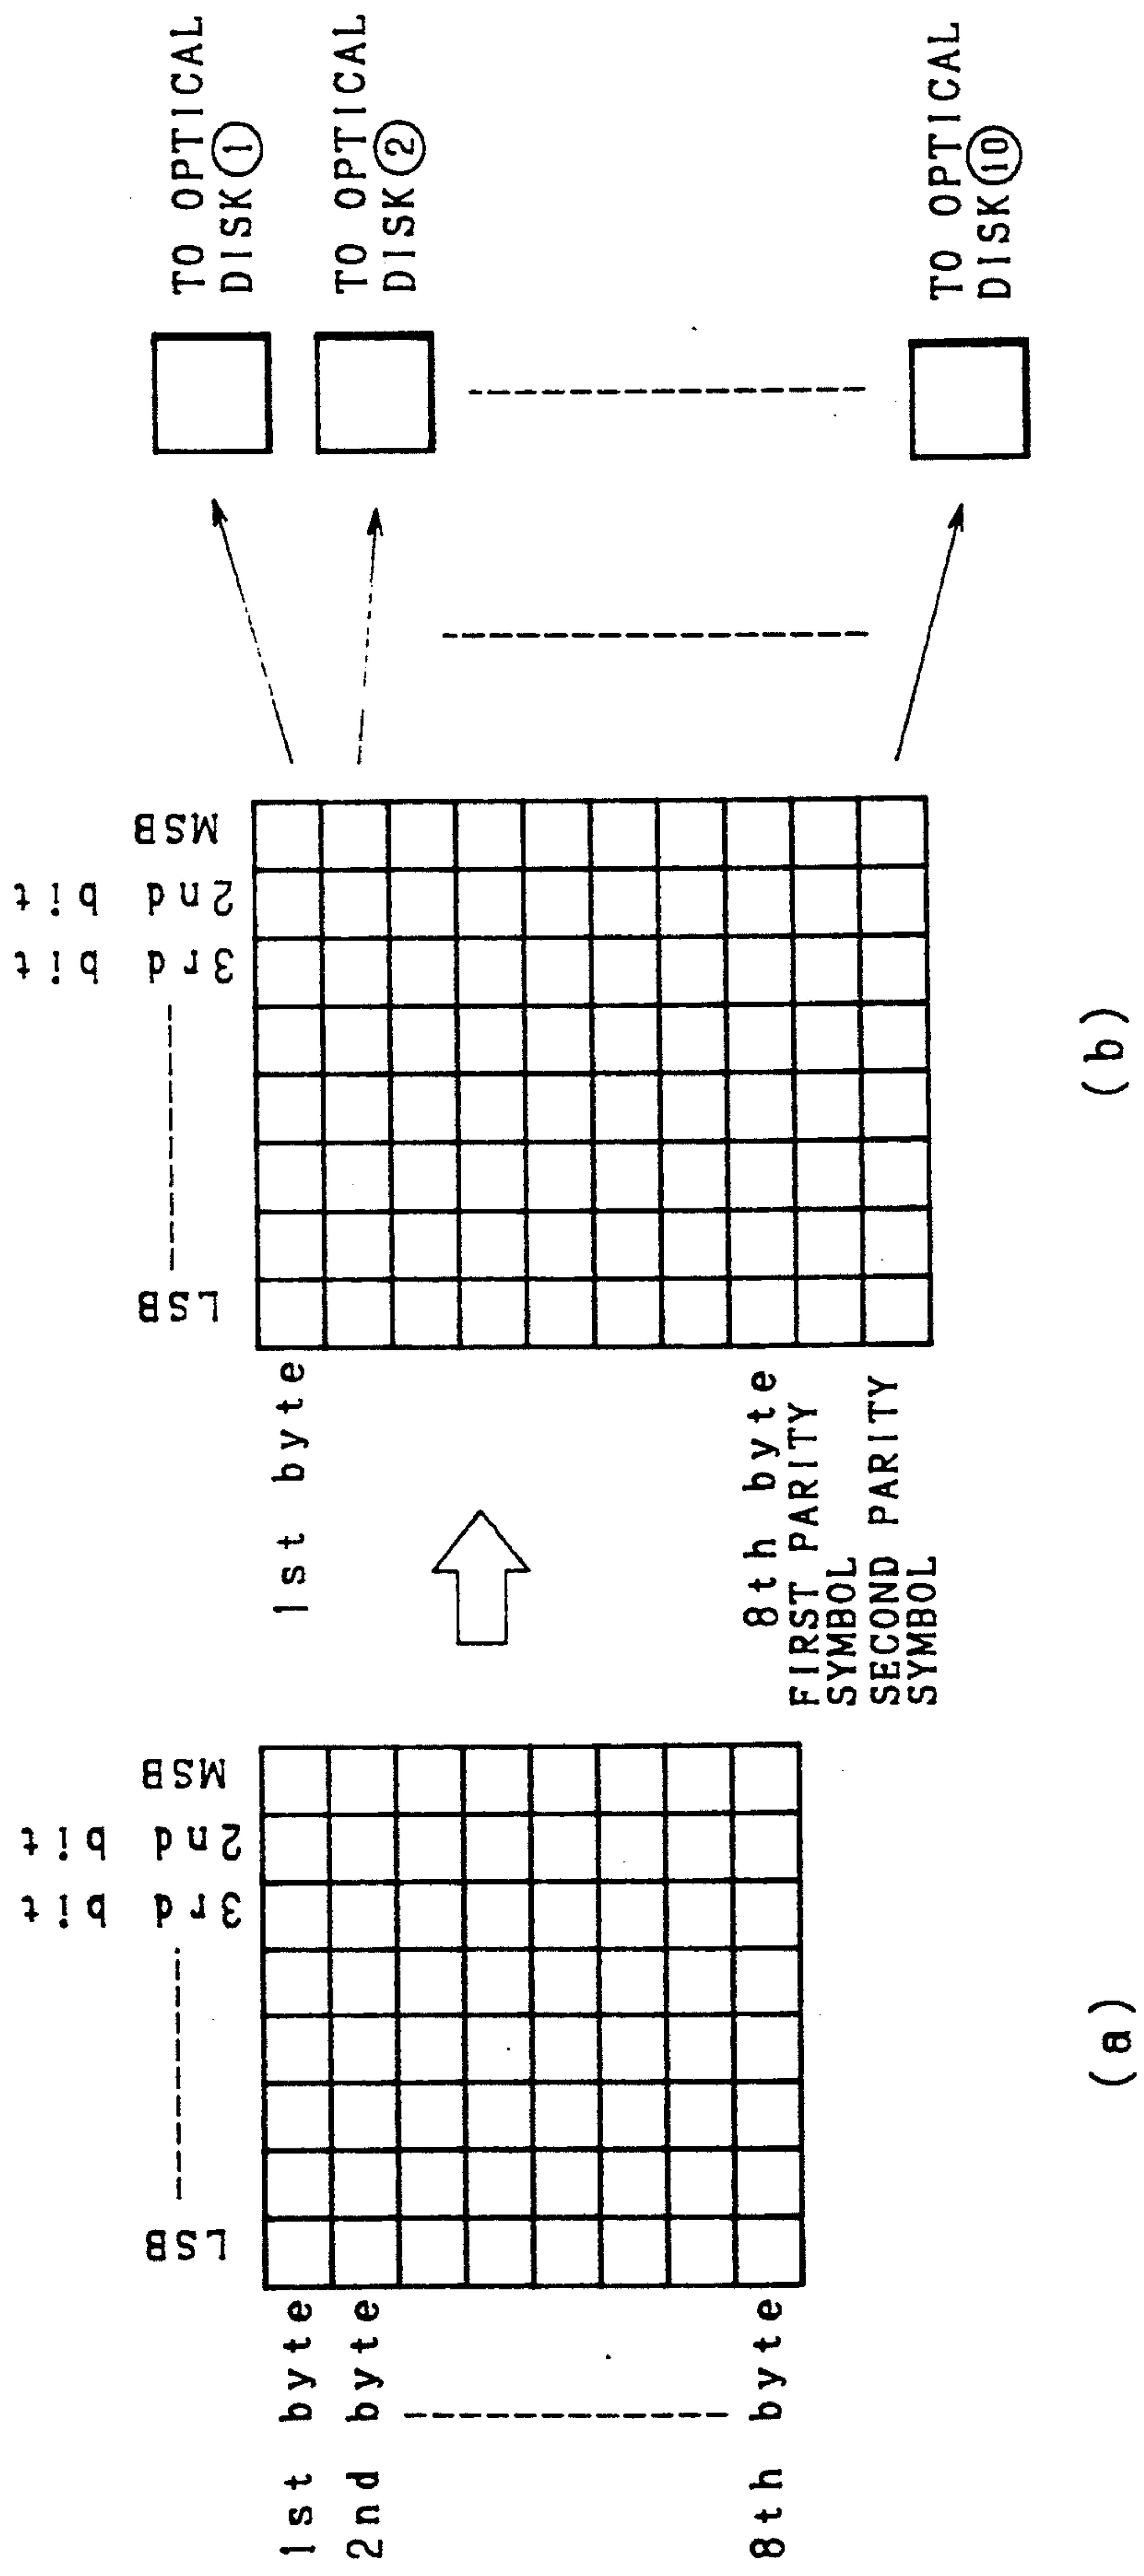 LSB
3rd bit
2nd bit
MSB
1st byte
2nd byte
8th byte
(a)
LSB
3rd bit
2nd bit
MSB
1st byte
8th byte
FIRST PARITY
SYMBOL
SECOND PARITY
SYMBOL
(b)
TO OPTICAL
DISK①
TO OPTICAL
DISK②
TO OPTICAL
DISK⑩